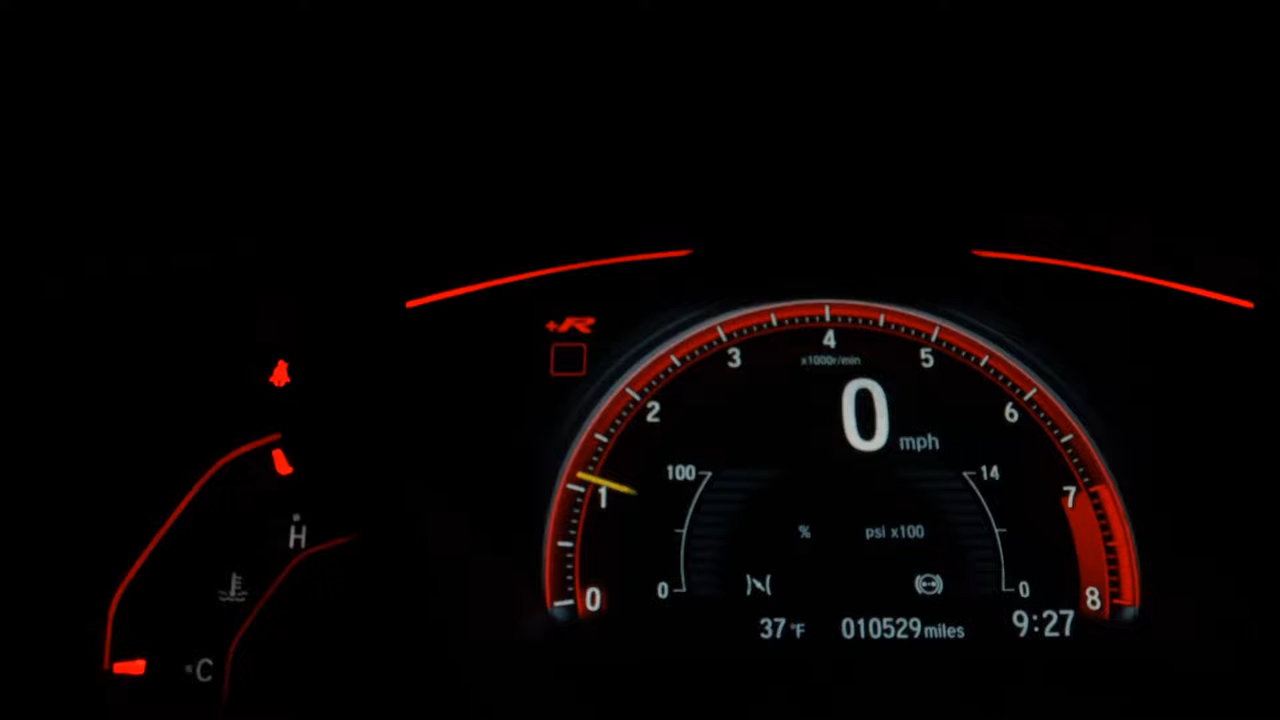 +R
4
3 5
x1000r/min
2 6
0 mph
100 14
1 7
H
% psi x100
0 0
0 8
37 °F 010529 miles 9:27
C